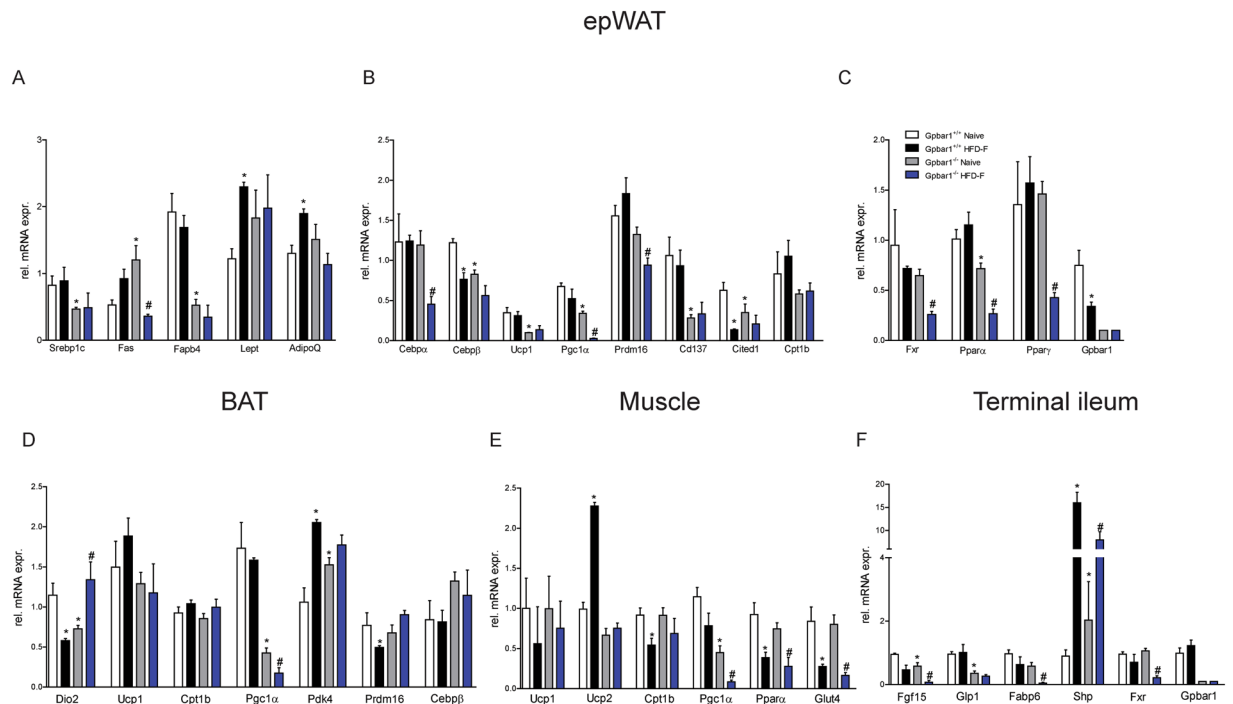 epWAT
A
rel. mRNA expr.
3
2
1
0
*
*
#
*
*
*
Srebp1c Fas Fapb4 Lept AdipoQ
B
rel. mRNA expr.
2.5
2.0
1.5
1.0
0.5
0.0
#
* *
*
*
#
#
*
*
*
Cebpα Cebpβ Ucp1 Pgc1α Prdm16 Cd137 Cited1 Cpt1b
C
Gpbar1+/+ Naive
Gpbar1+/+ HFD-F
Gpbar1-/- Naive
Gpbar1-/- HFD-F
rel. mRNA expr.
2.0
1.5
1.0
0.5
0.0
#
*
#
#
*
Fxr Pparα Pparγ Gpbar1
BAT
D
rel. mRNA expr.
2.5
2.0
1.5
1.0
0.5
0.0
* *
#
*
#
*
*
*
Dio2 Ucp1 Cpt1b Pgc1α Pdk4 Prdm16 Cebpβ
Muscle
E
rel. mRNA expr.
2.5
2.0
1.5
1.0
0.5
0.0
*
*
*
#
*
#
*
#
Ucp1 Ucp2 Cpt1b Pgc1α Pparα Glut4
Terminal ileum
F
rel. mRNA expr.
20
15
10
4
2
0
*
#
*
#
*
*
#
#
Fgf15 Glp1 Fabp6 Shp Fxr Gpbar1